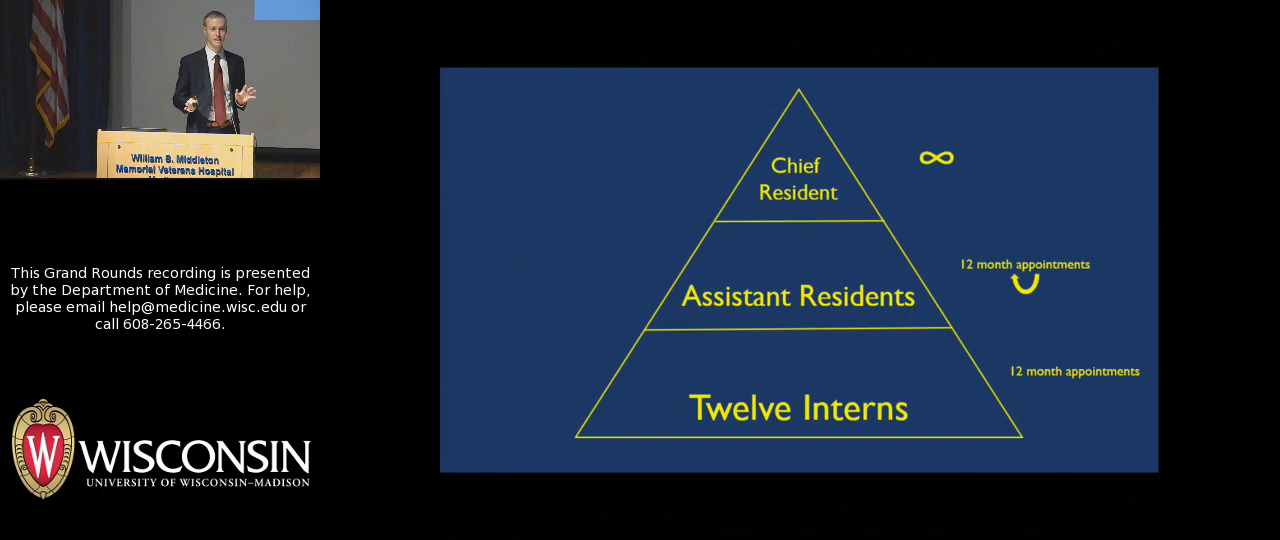 William S. Middleton
Memorial Veterans Hospital
This Grand Rounds recording is presented
by the Department of Medicine. For help,
please email help@medicine.wisc.edu or
call 608-265-4466.
W
WISCONSIN
UNIVERSITY OF WISCONSIN–MADISON
Chief
Resident
∞
12 month appointments
Assistant Residents
12 month appointments
Twelve Interns